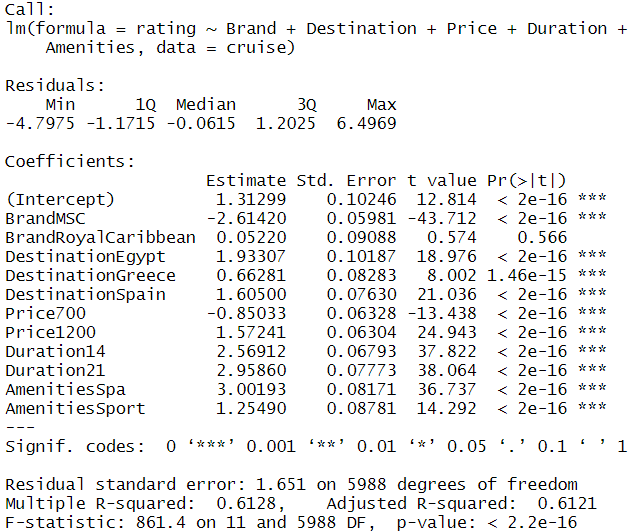 Call:
lm(formula = rating ~ Brand + Destination + Price + Duration +
    Amenities, data = cruise)

Residuals:
    Min      1Q  Median      3Q     Max
-4.7975 -1.1715 -0.0615  1.2025  6.4969

Coefficients:
                    Estimate Std. Error t value Pr(>|t|)
(Intercept)          1.31299    0.10246  12.814  < 2e-16 ***
BrandMSC            -2.61420    0.05981 -43.712  < 2e-16 ***
BrandRoyalCaribbean  0.05220    0.09088   0.574    0.566
DestinationEgypt     1.93307    0.10187  18.976  < 2e-16 ***
DestinationGreece    0.66281    0.08283   8.002 1.46e-15 ***
DestinationSpain     1.60500    0.07630  21.036  < 2e-16 ***
Price700            -0.85033    0.06328 -13.438  < 2e-16 ***
Price1200            1.57241    0.06304  24.943  < 2e-16 ***
Duration14           2.56912    0.06793  37.822  < 2e-16 ***
Duration21           2.95860    0.07773  38.064  < 2e-16 ***
AmenitiesSpa         3.00193    0.08171  36.737  < 2e-16 ***
AmenitiesSport       1.25490    0.08781  14.292  < 2e-16 ***
---
Signif. codes:  0 ‘***’ 0.001 ‘**’ 0.01 ‘*’ 0.05 ‘.’ 0.1 ‘ ’ 1

Residual standard error: 1.651 on 5988 degrees of freedom
Multiple R-squared:  0.6128,	Adjusted R-squared:  0.6121
F-statistic: 861.4 on 11 and 5988 DF,  p-value: < 2.2e-16